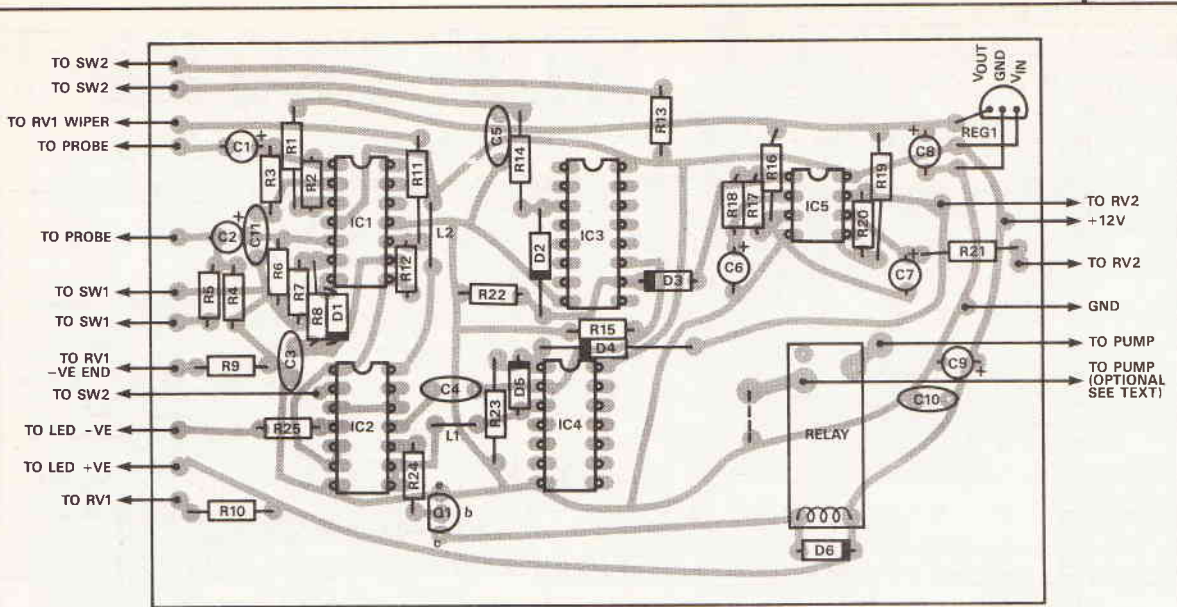 TO SW2
TO SW2
TO RV1 WIPER
TO PROBE
TO PROBE
TO SW1
TO SW1
TO RV1
-VE END
TO SW2
TO LED -VE
TO LED +VE
TO RV1
C1
R3
R1
R2
IC1
R11
L2
C5
R14
R13
D2
IC3
C2
C11
R6
R7
R8
D1
R12
R5
R4
R9
C3
R22
R15
D4
D3
R18
R17
R16
C6
IC5
R20
R19
C7
C8
REG1
VOUT
GND
VIN
R21
R25
IC2
C4
L1
R23
D5
IC4
R24
Q1
e
b
c
R10
RELAY
D6
C9
+
C10
TO RV2
+12V
TO RV2
GND
TO PUMP
TO PUMP
(OPTIONAL
SEE TEXT)